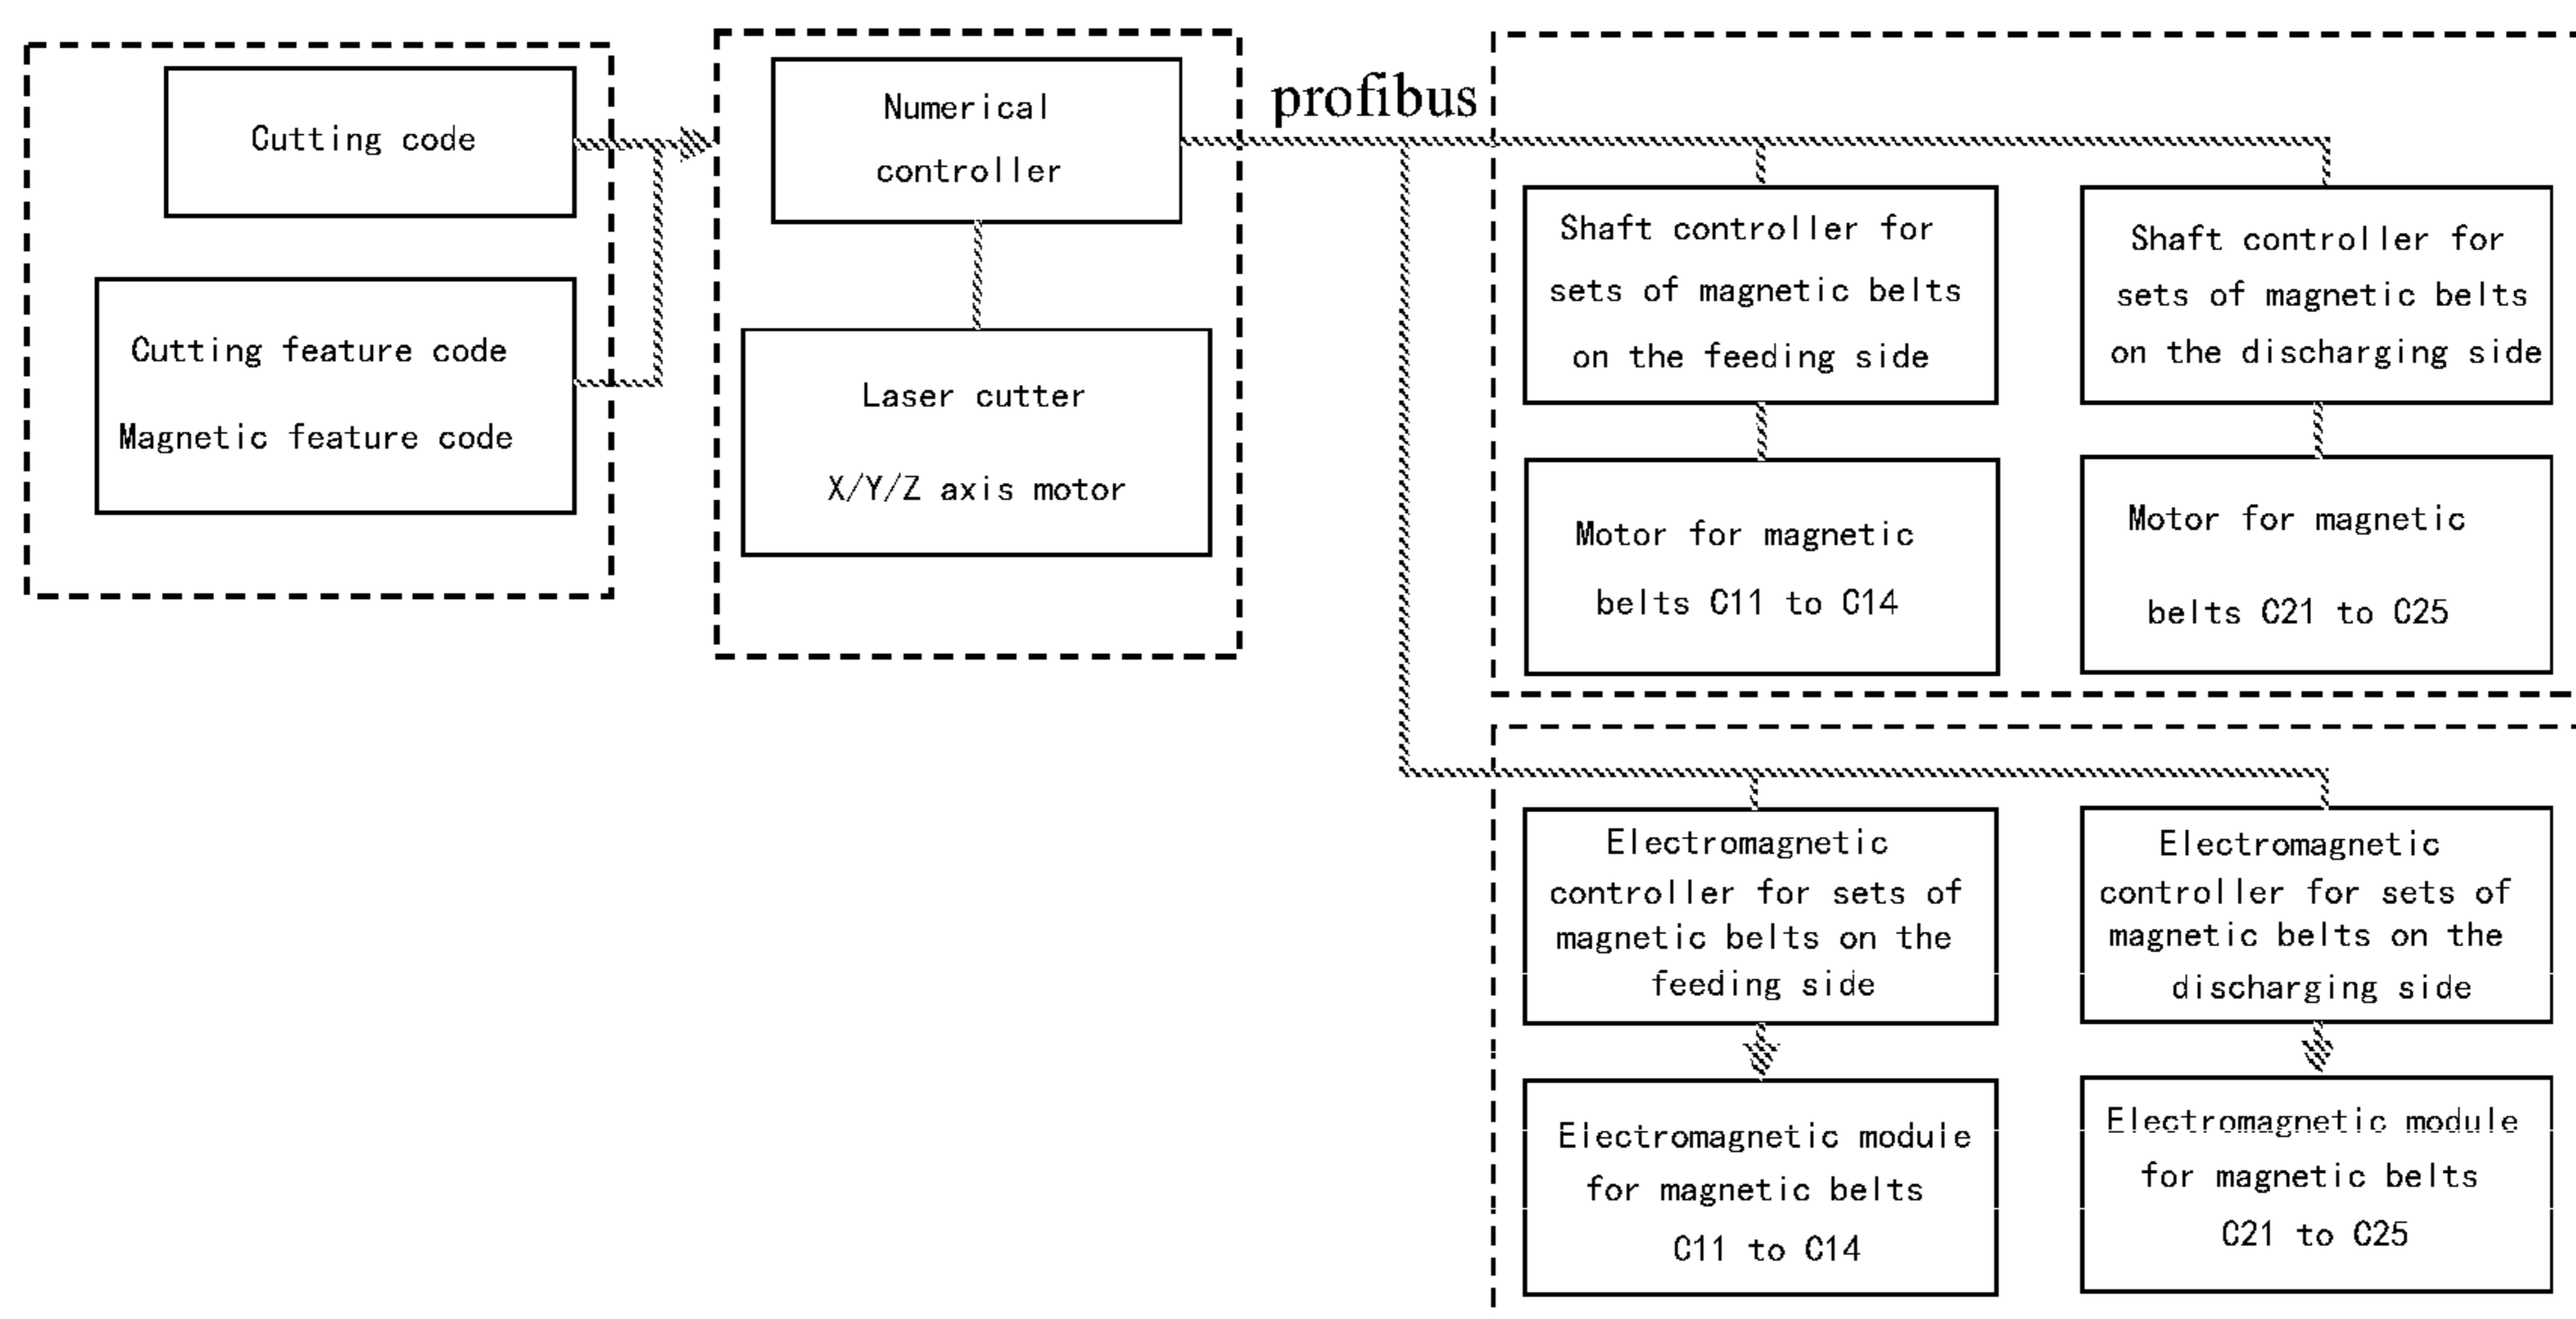 Cutting code
Cutting feature code
Magnetic feature code
Numerical
controller
Laser cutter
X/Y/Z axis motor
profibus
Shaft controller for
sets of magnetic belts
on the feeding side
Shaft controller for
sets of magnetic belts
on the discharging side
Motor for magnetic
belts C11 to C14
Motor for magnetic
belts C21 to C25
Electromagnetic
controller for sets of
magnetic belts on the
feeding side
Electromagnetic
controller for sets of
magnetic belts on the
discharging side
Electromagnetic module
for magnetic belts
C11 to C14
Electromagnetic module
for magnetic belts
C21 to C25